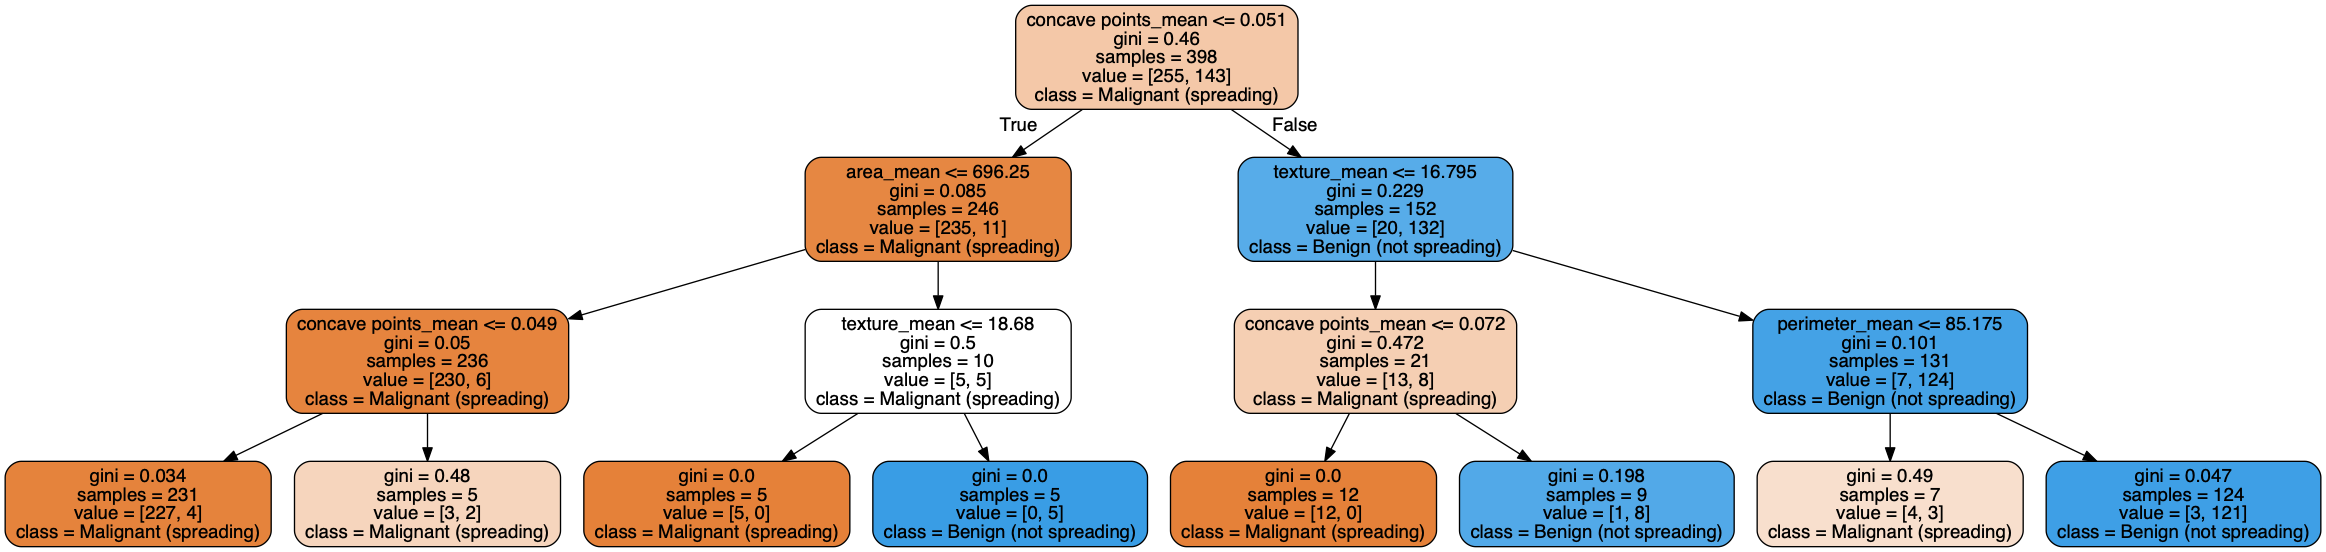 concave points_mean <= 0.051
gini = 0.46
samples = 398
value = [255, 143]
class = Malignant (spreading)
True
False
area_mean <= 696.25
gini = 0.085
samples = 246
value = [235, 11]
class = Malignant (spreading)
texture_mean <= 16.795
gini = 0.229
samples = 152
value = [20, 132]
class = Benign (not spreading)
concave points_mean <= 0.049
gini = 0.05
samples = 236
value = [230, 6]
class = Malignant (spreading)
texture_mean <= 18.68
gini = 0.5
samples = 10
value = [5, 5]
class = Malignant (spreading)
concave points_mean <= 0.072
gini = 0.472
samples = 21
value = [13, 8]
class = Malignant (spreading)
perimeter_mean <= 85.175
gini = 0.101
samples = 131
value = [7, 124]
class = Benign (not spreading)
gini = 0.034
samples = 231
value = [227, 4]
class = Malignant (spreading)
gini = 0.48
samples = 5
value = [3, 2]
class = Malignant (spreading)
gini = 0.0
samples = 5
value = [5, 0]
class = Malignant (spreading)
gini = 0.0
samples = 5
value = [0, 5]
class = Benign (not spreading)
gini = 0.0
samples = 12
value = [12, 0]
class = Malignant (spreading)
gini = 0.198
samples = 9
value = [1, 8]
class = Benign (not spreading)
gini = 0.49
samples = 7
value = [4, 3]
class = Malignant (spreading)
gini = 0.047
samples = 124
value = [3, 121]
class = Benign (not spreading)